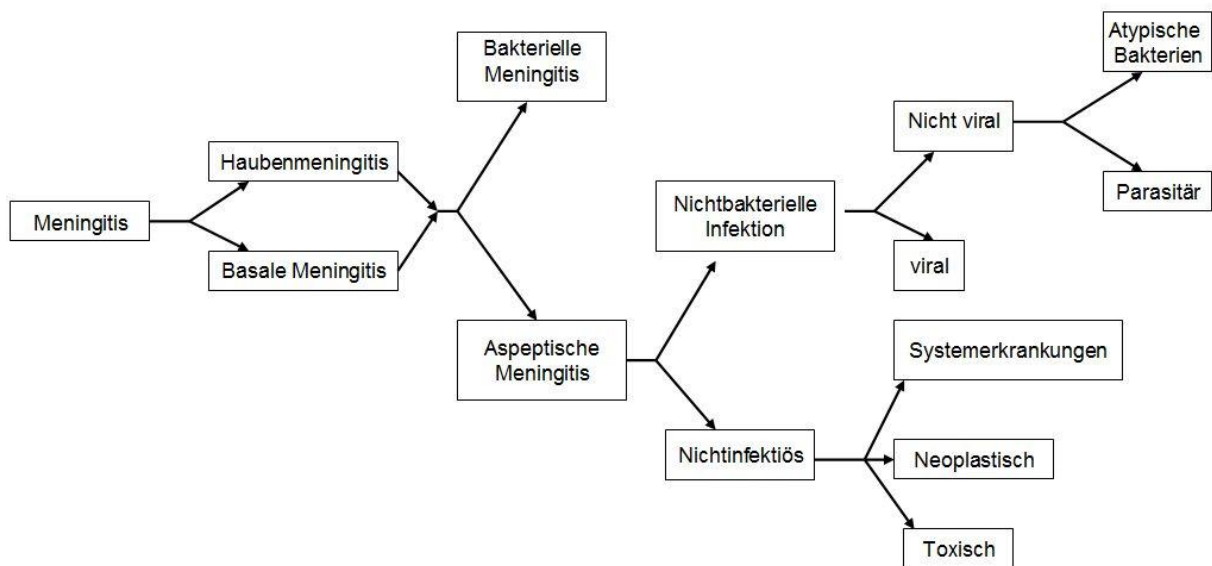 Meningitis
Haubenmeningitis
Basale Meningitis
Bakterielle
Meningitis
Aspeptische
Meningitis
Nichtbakterielle
Infektion
Nichtinfektiös
Nicht viral
viral
Systemerkrankungen
Neoplastisch
Toxisch
Atypische
Bakterien
Parasitär